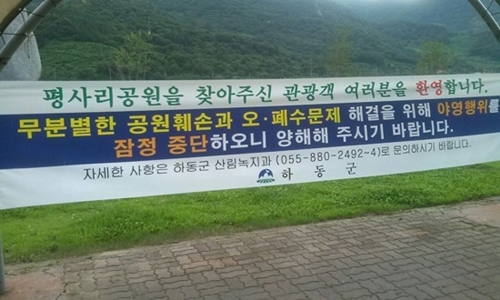 평사리공원을 찾아주신 관광객 여러분을 환영합니다.
무분별한 공원훼손과 오·폐수문제 해결을 위해 야영행위를
잠정 중단하오니 양해해 주시기 바랍니다.
자세한 사항은 하동군 산림녹지과 (055-880-2492~4)로 문의하시기 바랍니다.
하동군